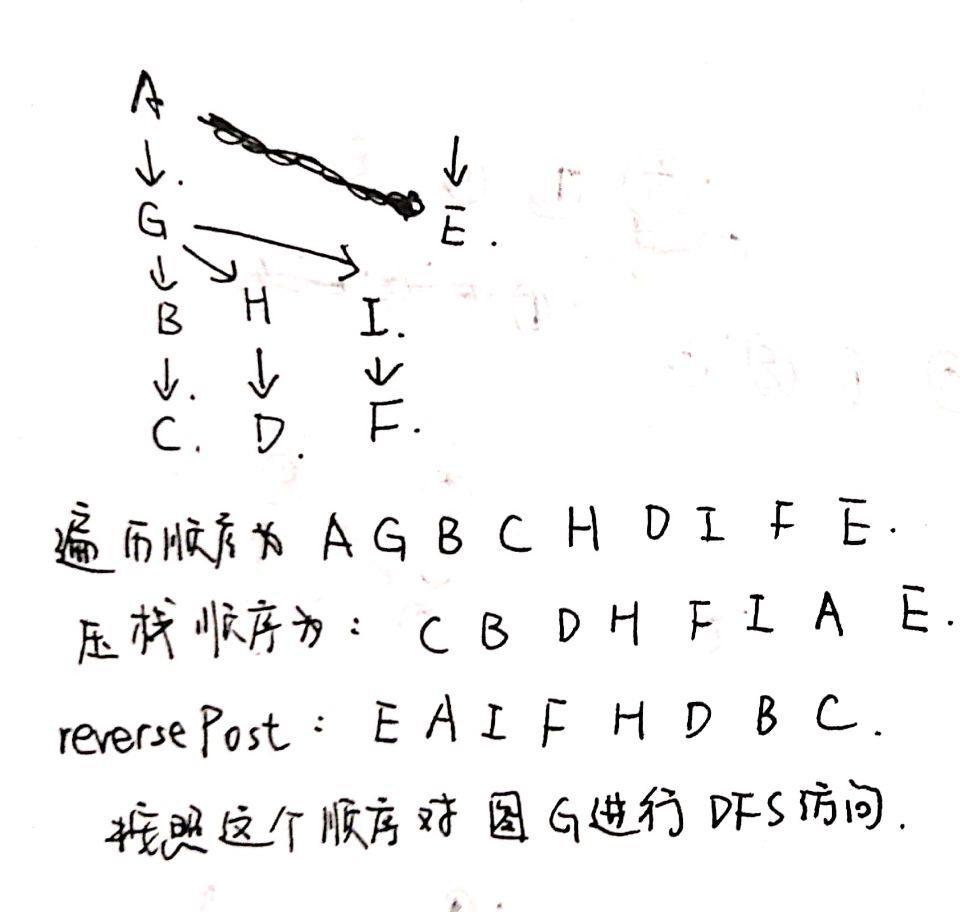 A
G E.
B H I.
C. D. F.
遍历顺序为 A G B C H D I F E.
压栈顺序为: C B D H F I A E.
reversePost: E A I F H D B C.
按照这个顺序对图G进行DFS访问.